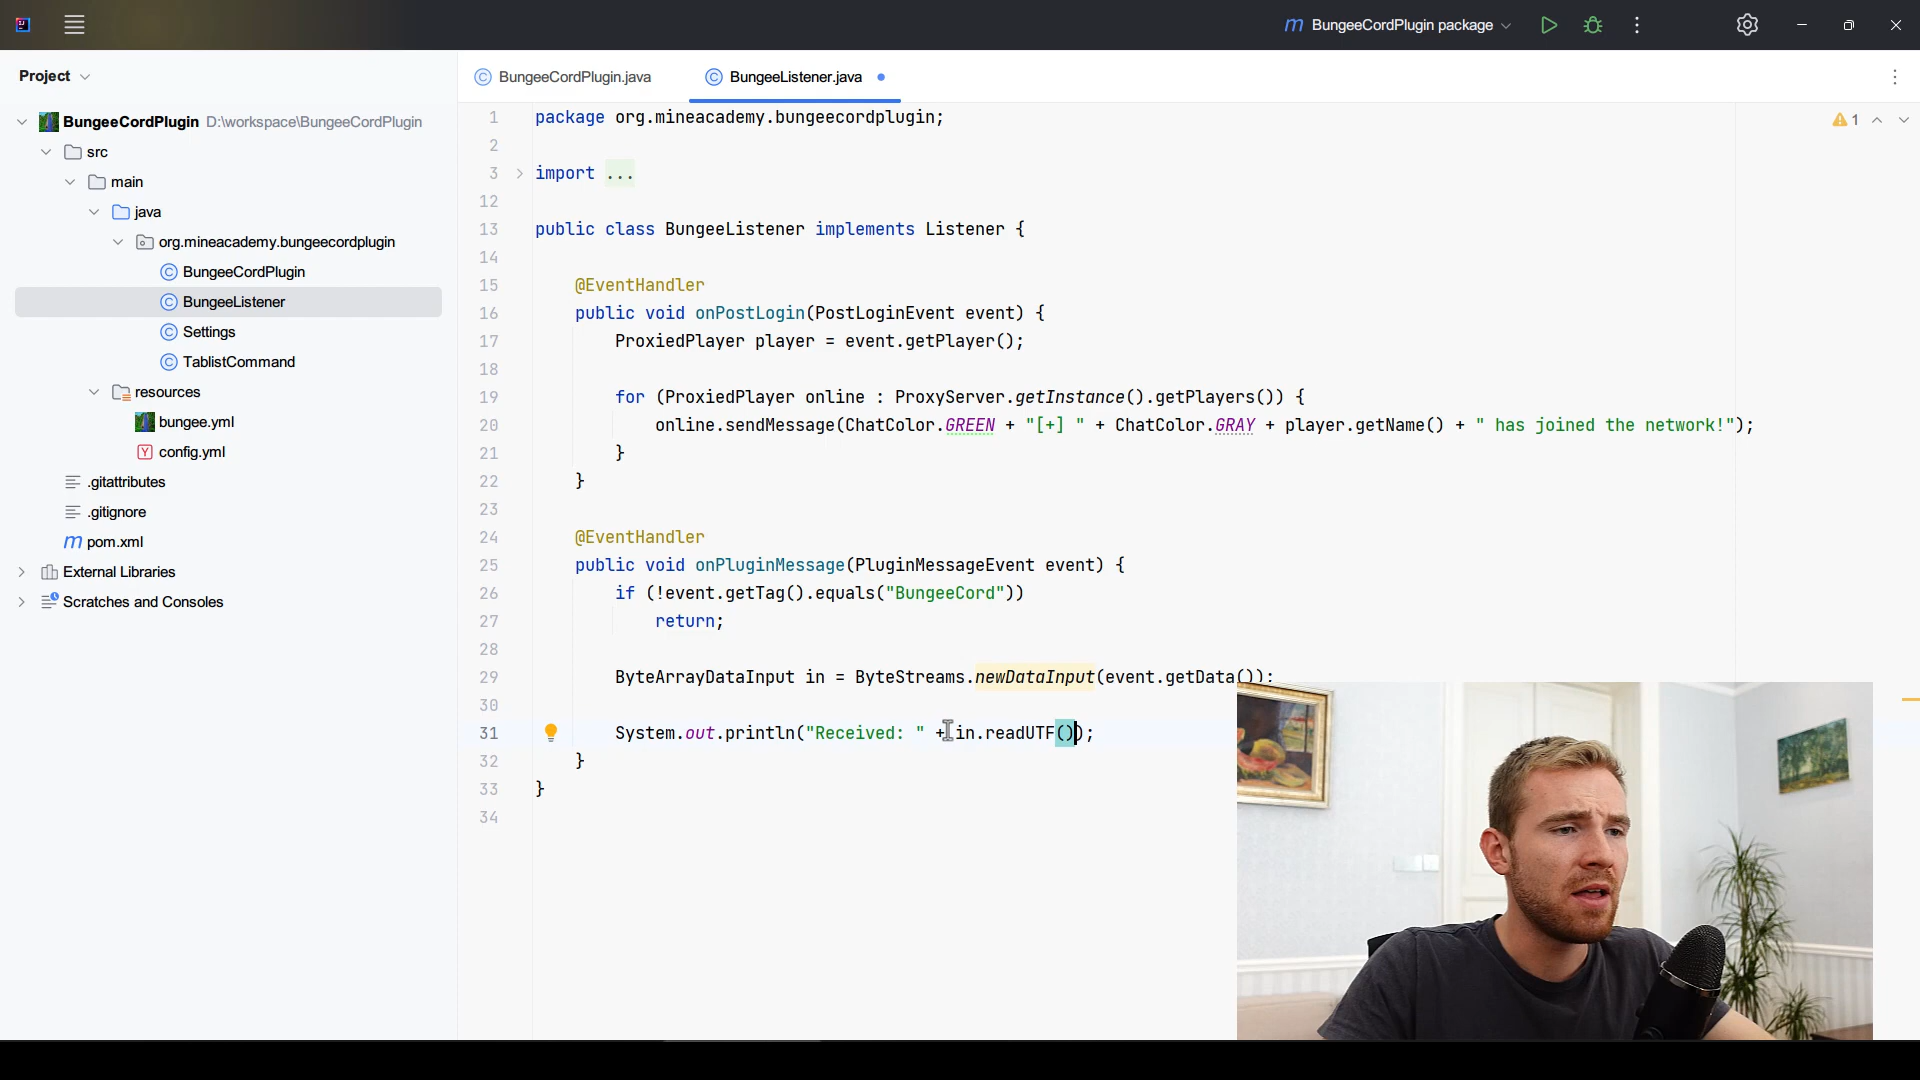 BungeeCordPlugin package
Project
BungeeCordPlugin D:\workspace\BungeeCordPlugin
src
main
java
org.mineacademy.bungeecordplugin
BungeeCordPlugin
BungeeListener
Settings
TablistCommand
resources
bungee.yml
config.yml
.gitattributes
.gitignore
pom.xml
External Libraries
Scratches and Consoles
BungeeCordPlugin.java BungeeListener.java
1
1 package org.mineacademy.bungeecordplugin;
2
3 import ...
12
13 public class BungeeListener implements Listener {
14
15 @EventHandler
16 public void onPostLogin(PostLoginEvent event) {
17 ProxiedPlayer player = event.getPlayer();
18
19 for (ProxiedPlayer online : ProxyServer.getInstance().getPlayers()) {
20 online.sendMessage(ChatColor.GREEN + "[+] " + ChatColor.GRAY + player.getName() + " has joined the network!");
21 }
22 }
23
24 @EventHandler
25 public void onPluginMessage(PluginMessageEvent event) {
26 if (!event.getTag().equals("BungeeCord"))
27 return;
28
29 ByteArrayDataInput in = ByteStreams.newDataInput(event.getData());
30
31 System.out.println("Received: " + in.readUTF());
32 }
33 }
34